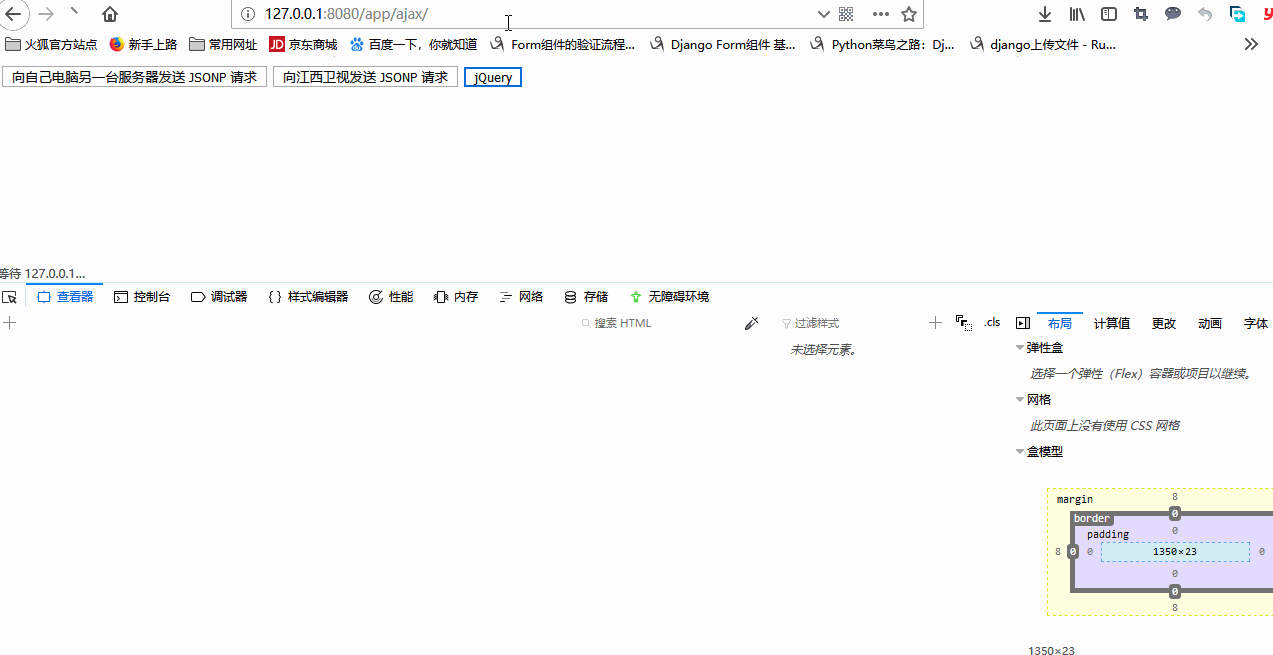 127.0.0.1:8080/app/ajax/
火狐官方站点 新手上路 常用网址 JD 京东商城 百度一下，你就知道 Form组件的验证流程... Django Form组件 基... Python菜鸟之路：Dj... django上传文件 - Ru...
向自己电脑另一台服务器发送 JSONP 请求 向江西卫视发送 JSONP 请求 jQuery
等待 127.0.0.1...
查看器 控制台 调试器 {} 样式编辑器 性能 内存 网络 存储 无障碍环境
搜索 HTML 过滤样式 .cls 布局 计算值 更改 动画 字体
未选择元素。
弹性盒
选择一个弹性（Flex）容器或项目以继续。
网格
此页面上没有使用 CSS 网格
盒模型
margin 8
border 0
padding 0
8 0 0 1350×23 0
0
0
8
1350×23